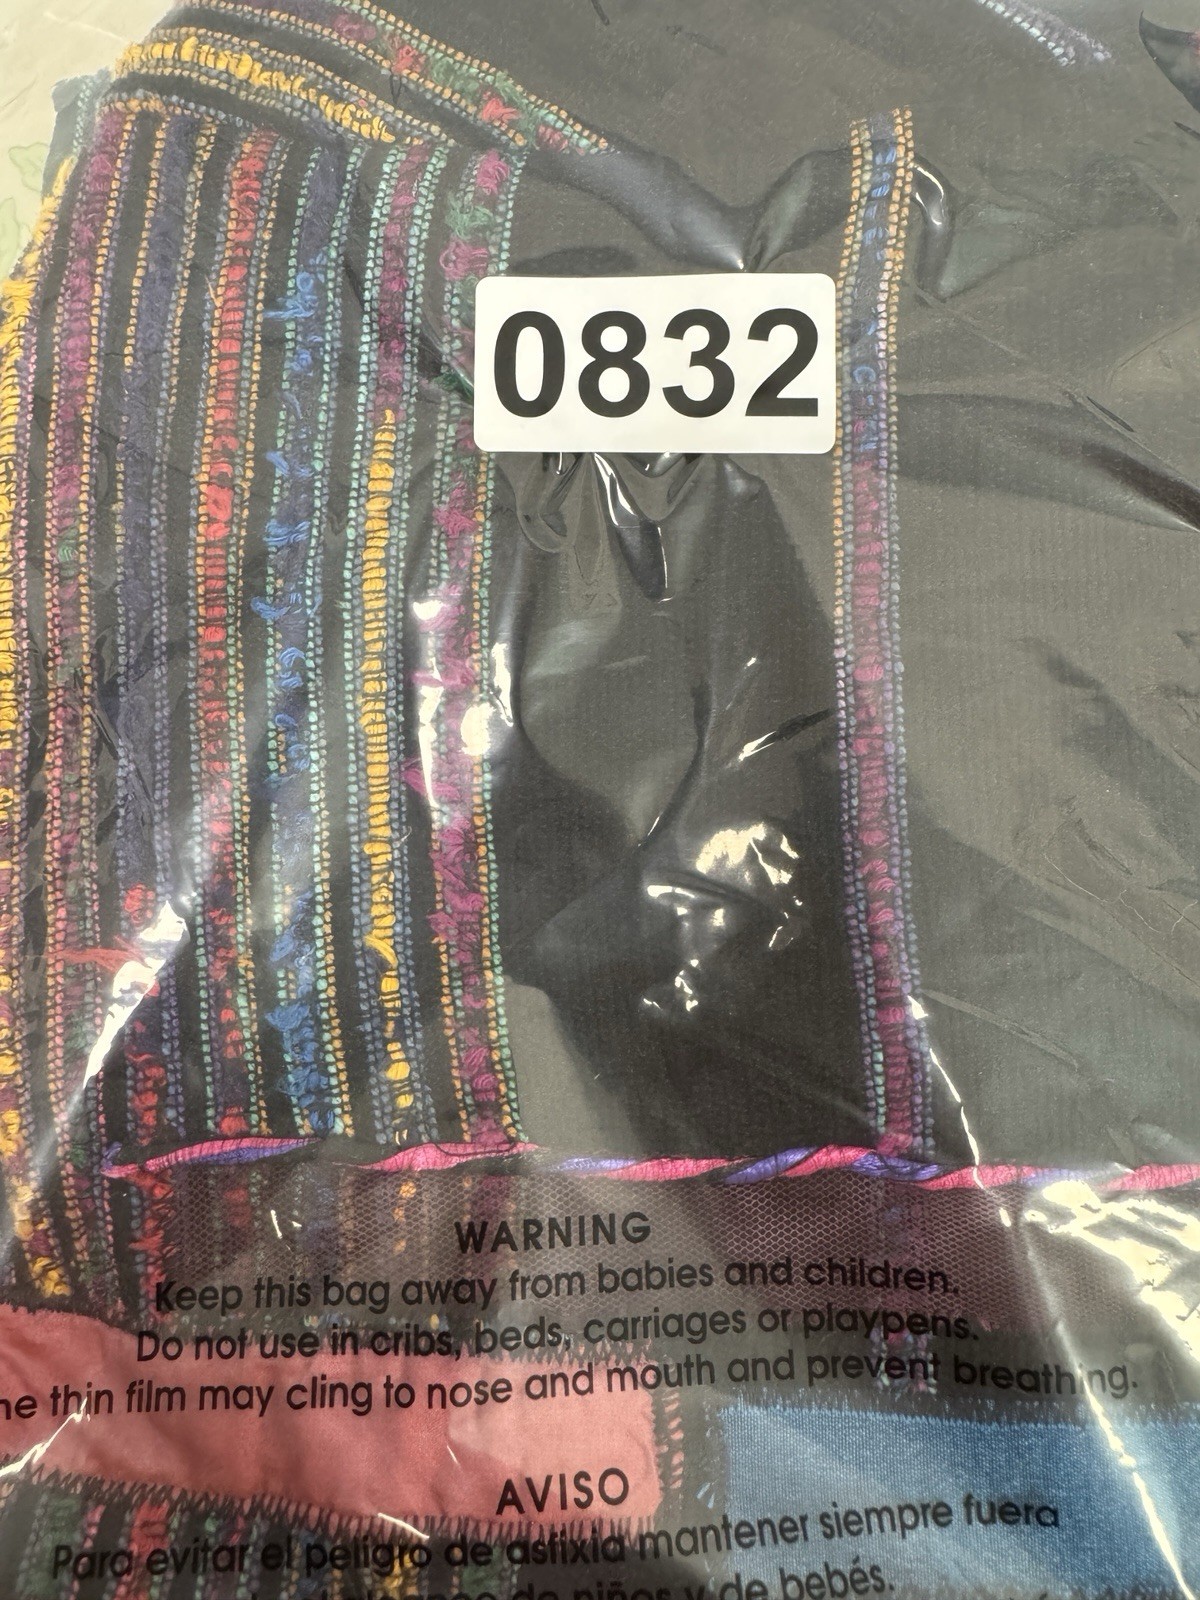 0832
WARNING
Keep this bag away from babies and children.
Do not use in cribs, beds, carriages or playpens.
thin film may cling to nose and mouth and prevent breathing.
AVISO
Para evitar el peligro de asfixia mantener siempre fuera
de niños y de bebés.